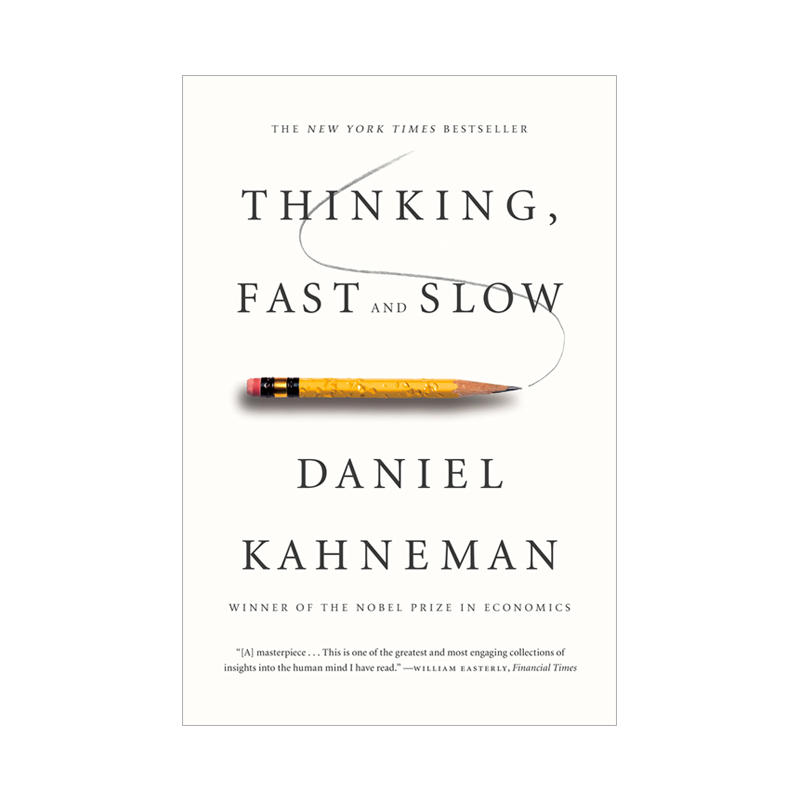 THE NEW YORK TIMES BESTSELLER
THINKING,
FAST AND SLOW
DANIEL
KAHNEMAN
WINNER OF THE NOBEL PRIZE IN ECONOMICS
“[A] masterpiece . . . This is one of the greatest and most engaging collections of
insights into the human mind I have read.” —WILLIAM EASTERLY, Financial Times